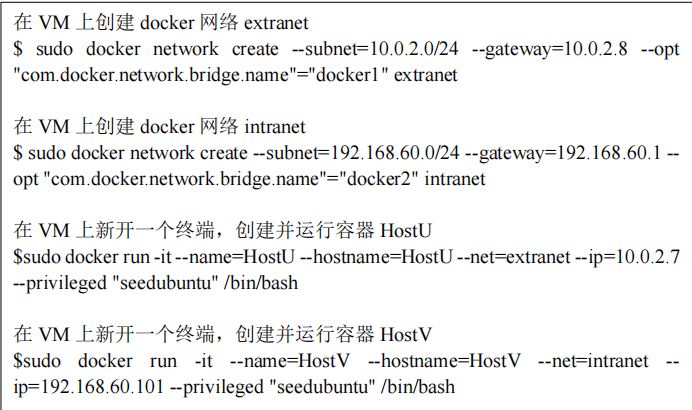 在 VM 上创建 docker 网络 extranet
$ sudo docker network create --subnet=10.0.2.0/24 --gateway=10.0.2.8 --opt
"com.docker.network.bridge.name"="docker1" extranet
在 VM 上创建 docker 网络 intranet
$ sudo docker network create --subnet=192.168.60.0/24 --gateway=192.168.60.1 --
opt "com.docker.network.bridge.name"="docker2" intranet
在 VM 上新开一个终端，创建并运行容器 HostU
$sudo docker run -it --name=HostU --hostname=HostU --net=extranet --ip=10.0.2.7
--privileged "seedubuntu" /bin/bash
在 VM 上新开一个终端，创建并运行容器 HostV
$sudo docker run -it --name=HostV --hostname=HostV --net=intranet --
ip=192.168.60.101 --privileged "seedubuntu" /bin/bash